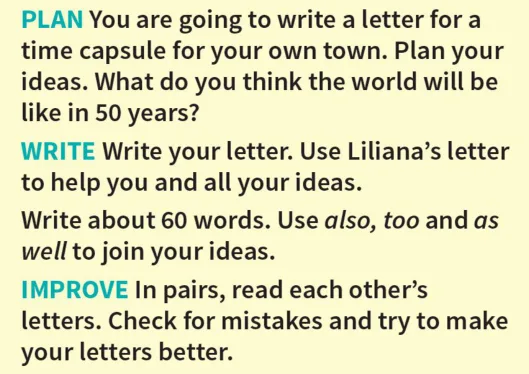 PLAN You are going to write a letter for a
time capsule for your own town. Plan your
ideas. What do you think the world will be
like in 50 years?
WRITE Write your letter. Use Liliana's letter
to help you and all your ideas.
Write about 60 words. Use also, too and as
well to join your ideas.
IMPROVE In pairs, read each other's
letters. Check for mistakes and try to make
your letters better.